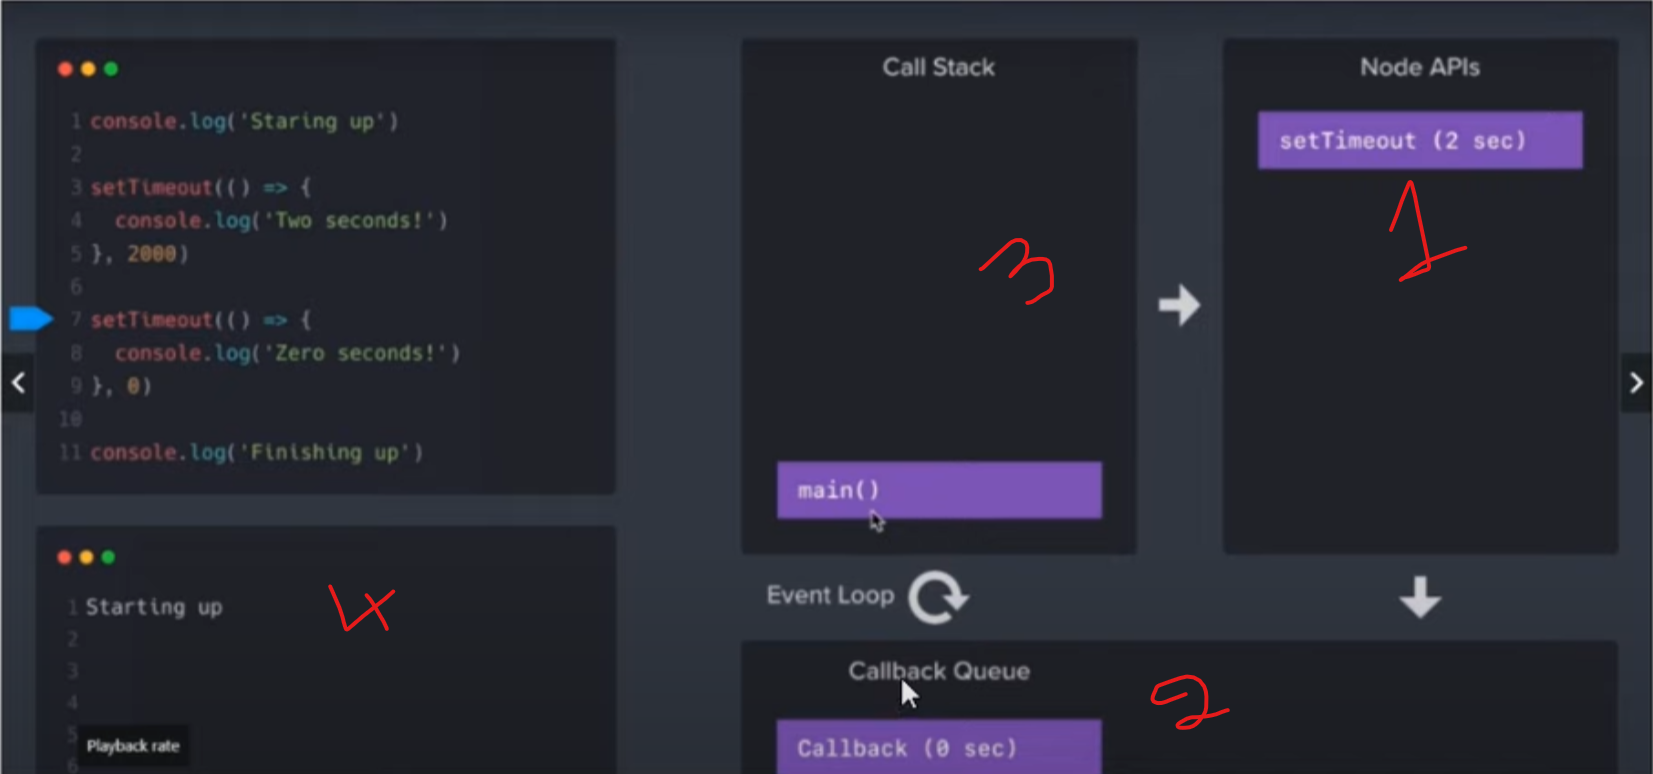 1 console.log('Staring up')
2
3 setTimeout(() => {
4 console.log('Two seconds!')
5 }, 2000)
6
7 setTimeout(() => {
8 console.log('Zero seconds!')
9 }, 0)
10
11 console.log('Finishing up')
1 Starting up
2
3
4
5
6
4
Playback rate
Call Stack
3
main()
Node APIs
setTimeout (2 sec)
1
Event Loop
Callback Queue
2
Callback (0 sec)